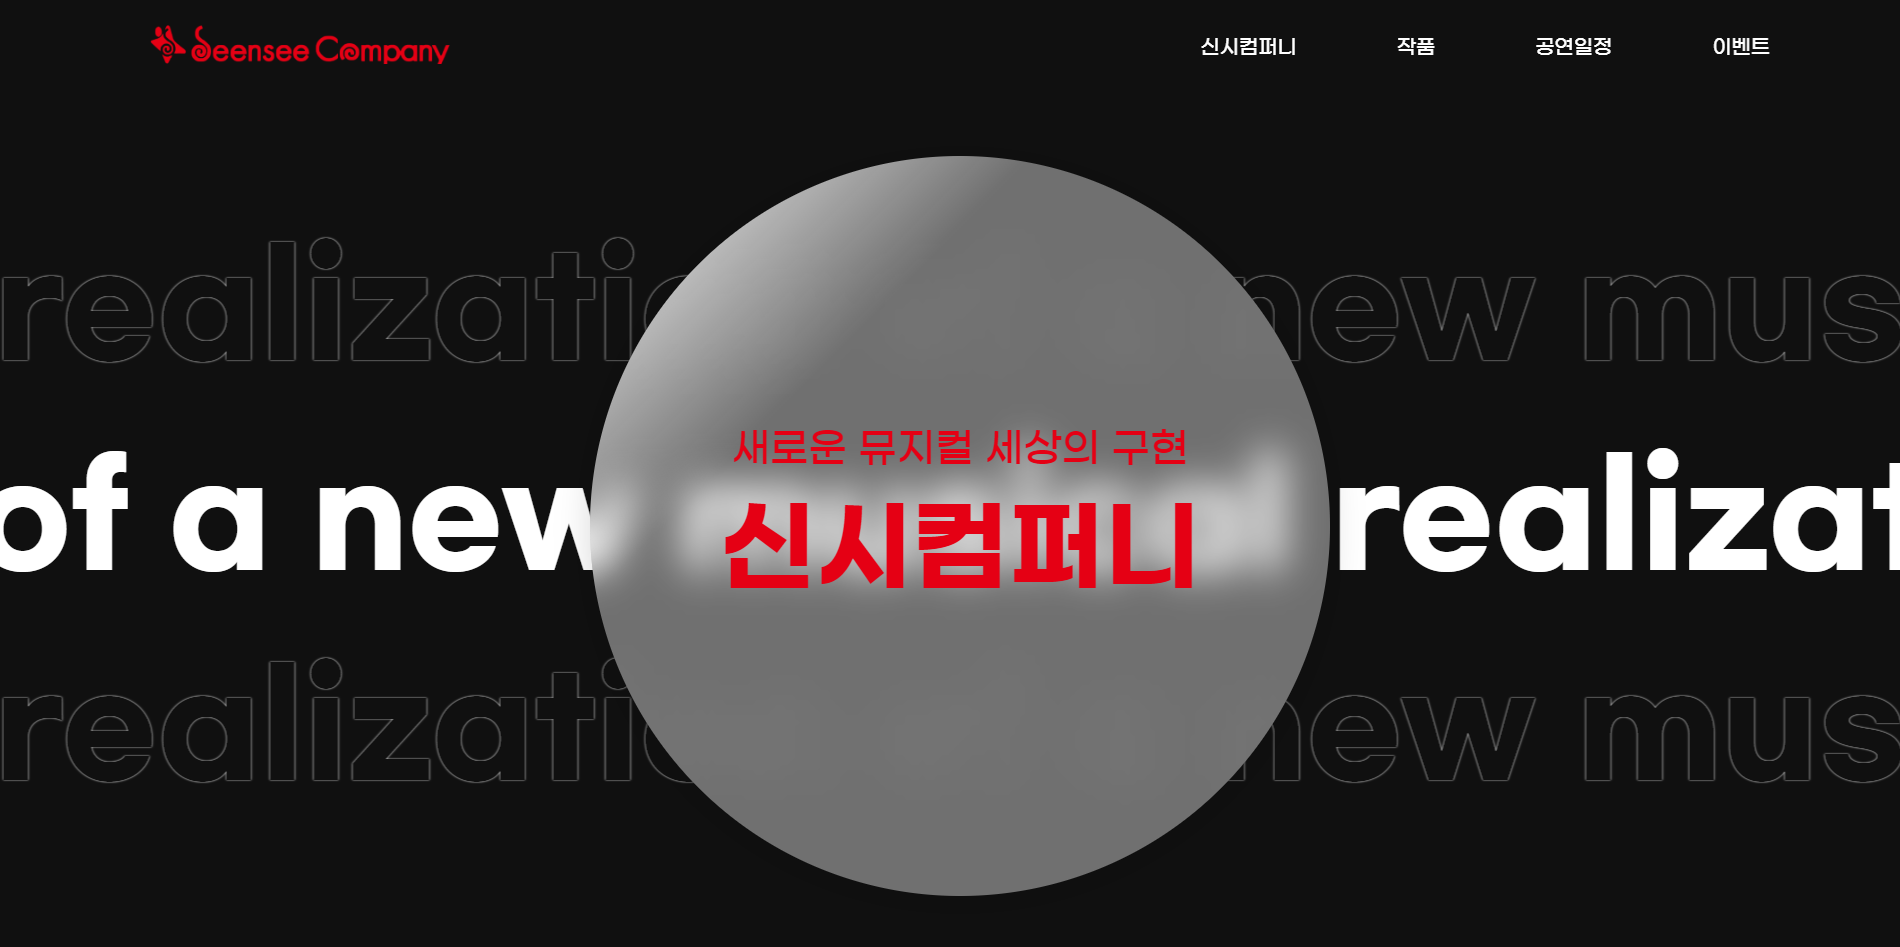 Seensee Company
신시컴퍼니 작품 공연일정 이벤트
new mus
새로운 뮤지컬 세상의 구현
of a new musical realizat
신시컴퍼니
realizati new mus